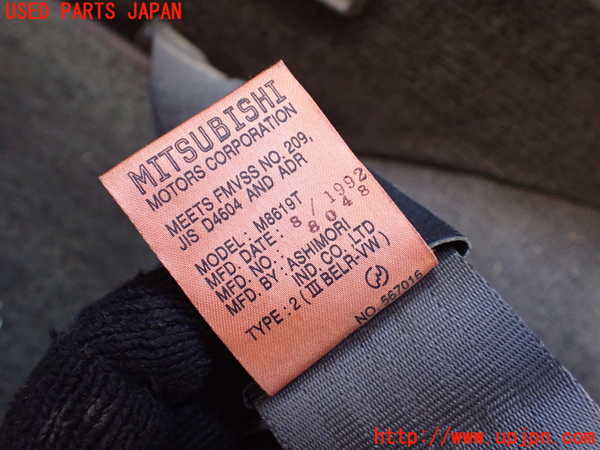 USED PARTS JAPAN
MITSUBISHI
MOTORS CORPORATION
MEETS FMVSS NO. 209,
JIS D4604 AND ADR
MODEL: M8619T
MFD. DATE: 8/1992
MFD. NO.: 8048
MFD. BY: ASHIMORI
IND. CO., LTD
TYPE: 2 (III BELR-VW)
NO. 567016
http://www.upjpn.com/